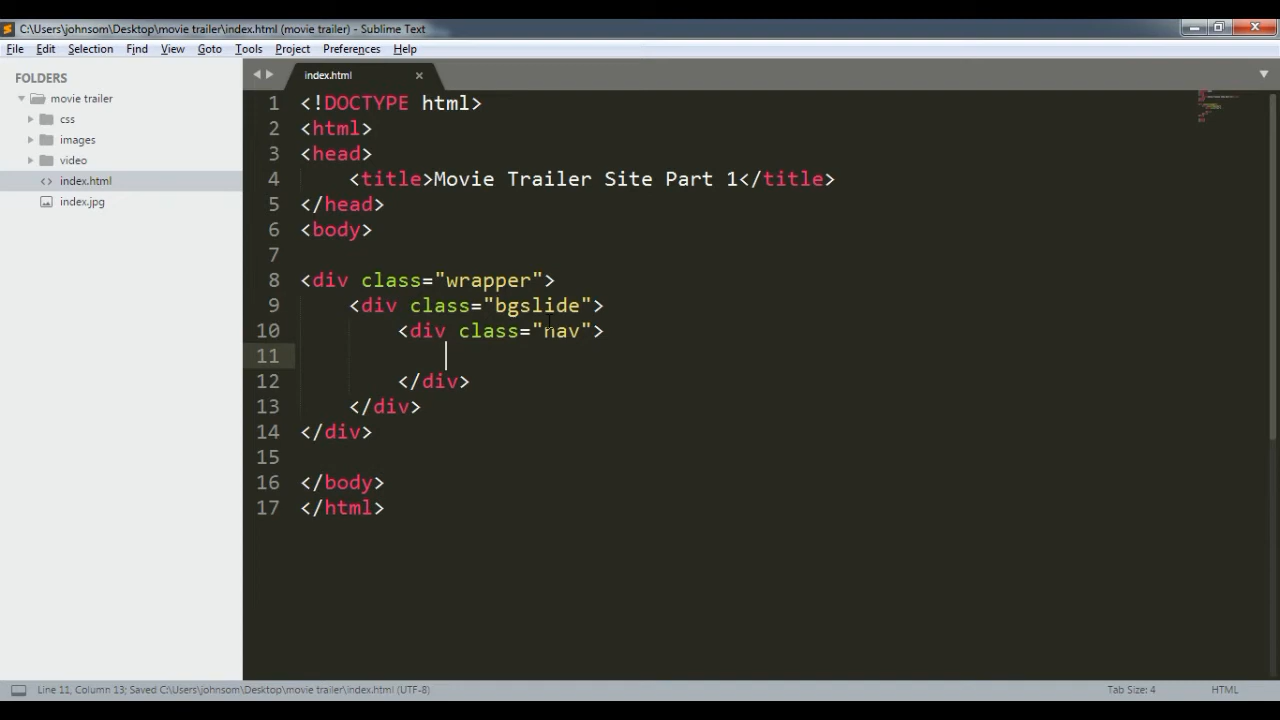 C:\Users\johnsom\Desktop\movie trailer\index.html (movie trailer) - Sublime Text
File Edit Selection Find View Goto Tools Project Preferences Help
FOLDERS
movie trailer
css
images
video
<> index.html
index.jpg
index.html ×
1 <!DOCTYPE html>
2 <html>
3 <head>
4     <title>Movie Trailer Site Part 1</title>
5 </head>
6 <body>
7
8 <div class="wrapper">
9     <div class="bgslide">
10         <div class="nav">
11
12         </div>
13     </div>
14 </div>
15
16 </body>
17 </html>
Line 11, Column 13; Saved C:\Users\johnsom\Desktop\movie trailer\index.html (UTF-8)
Tab Size: 4
HTML